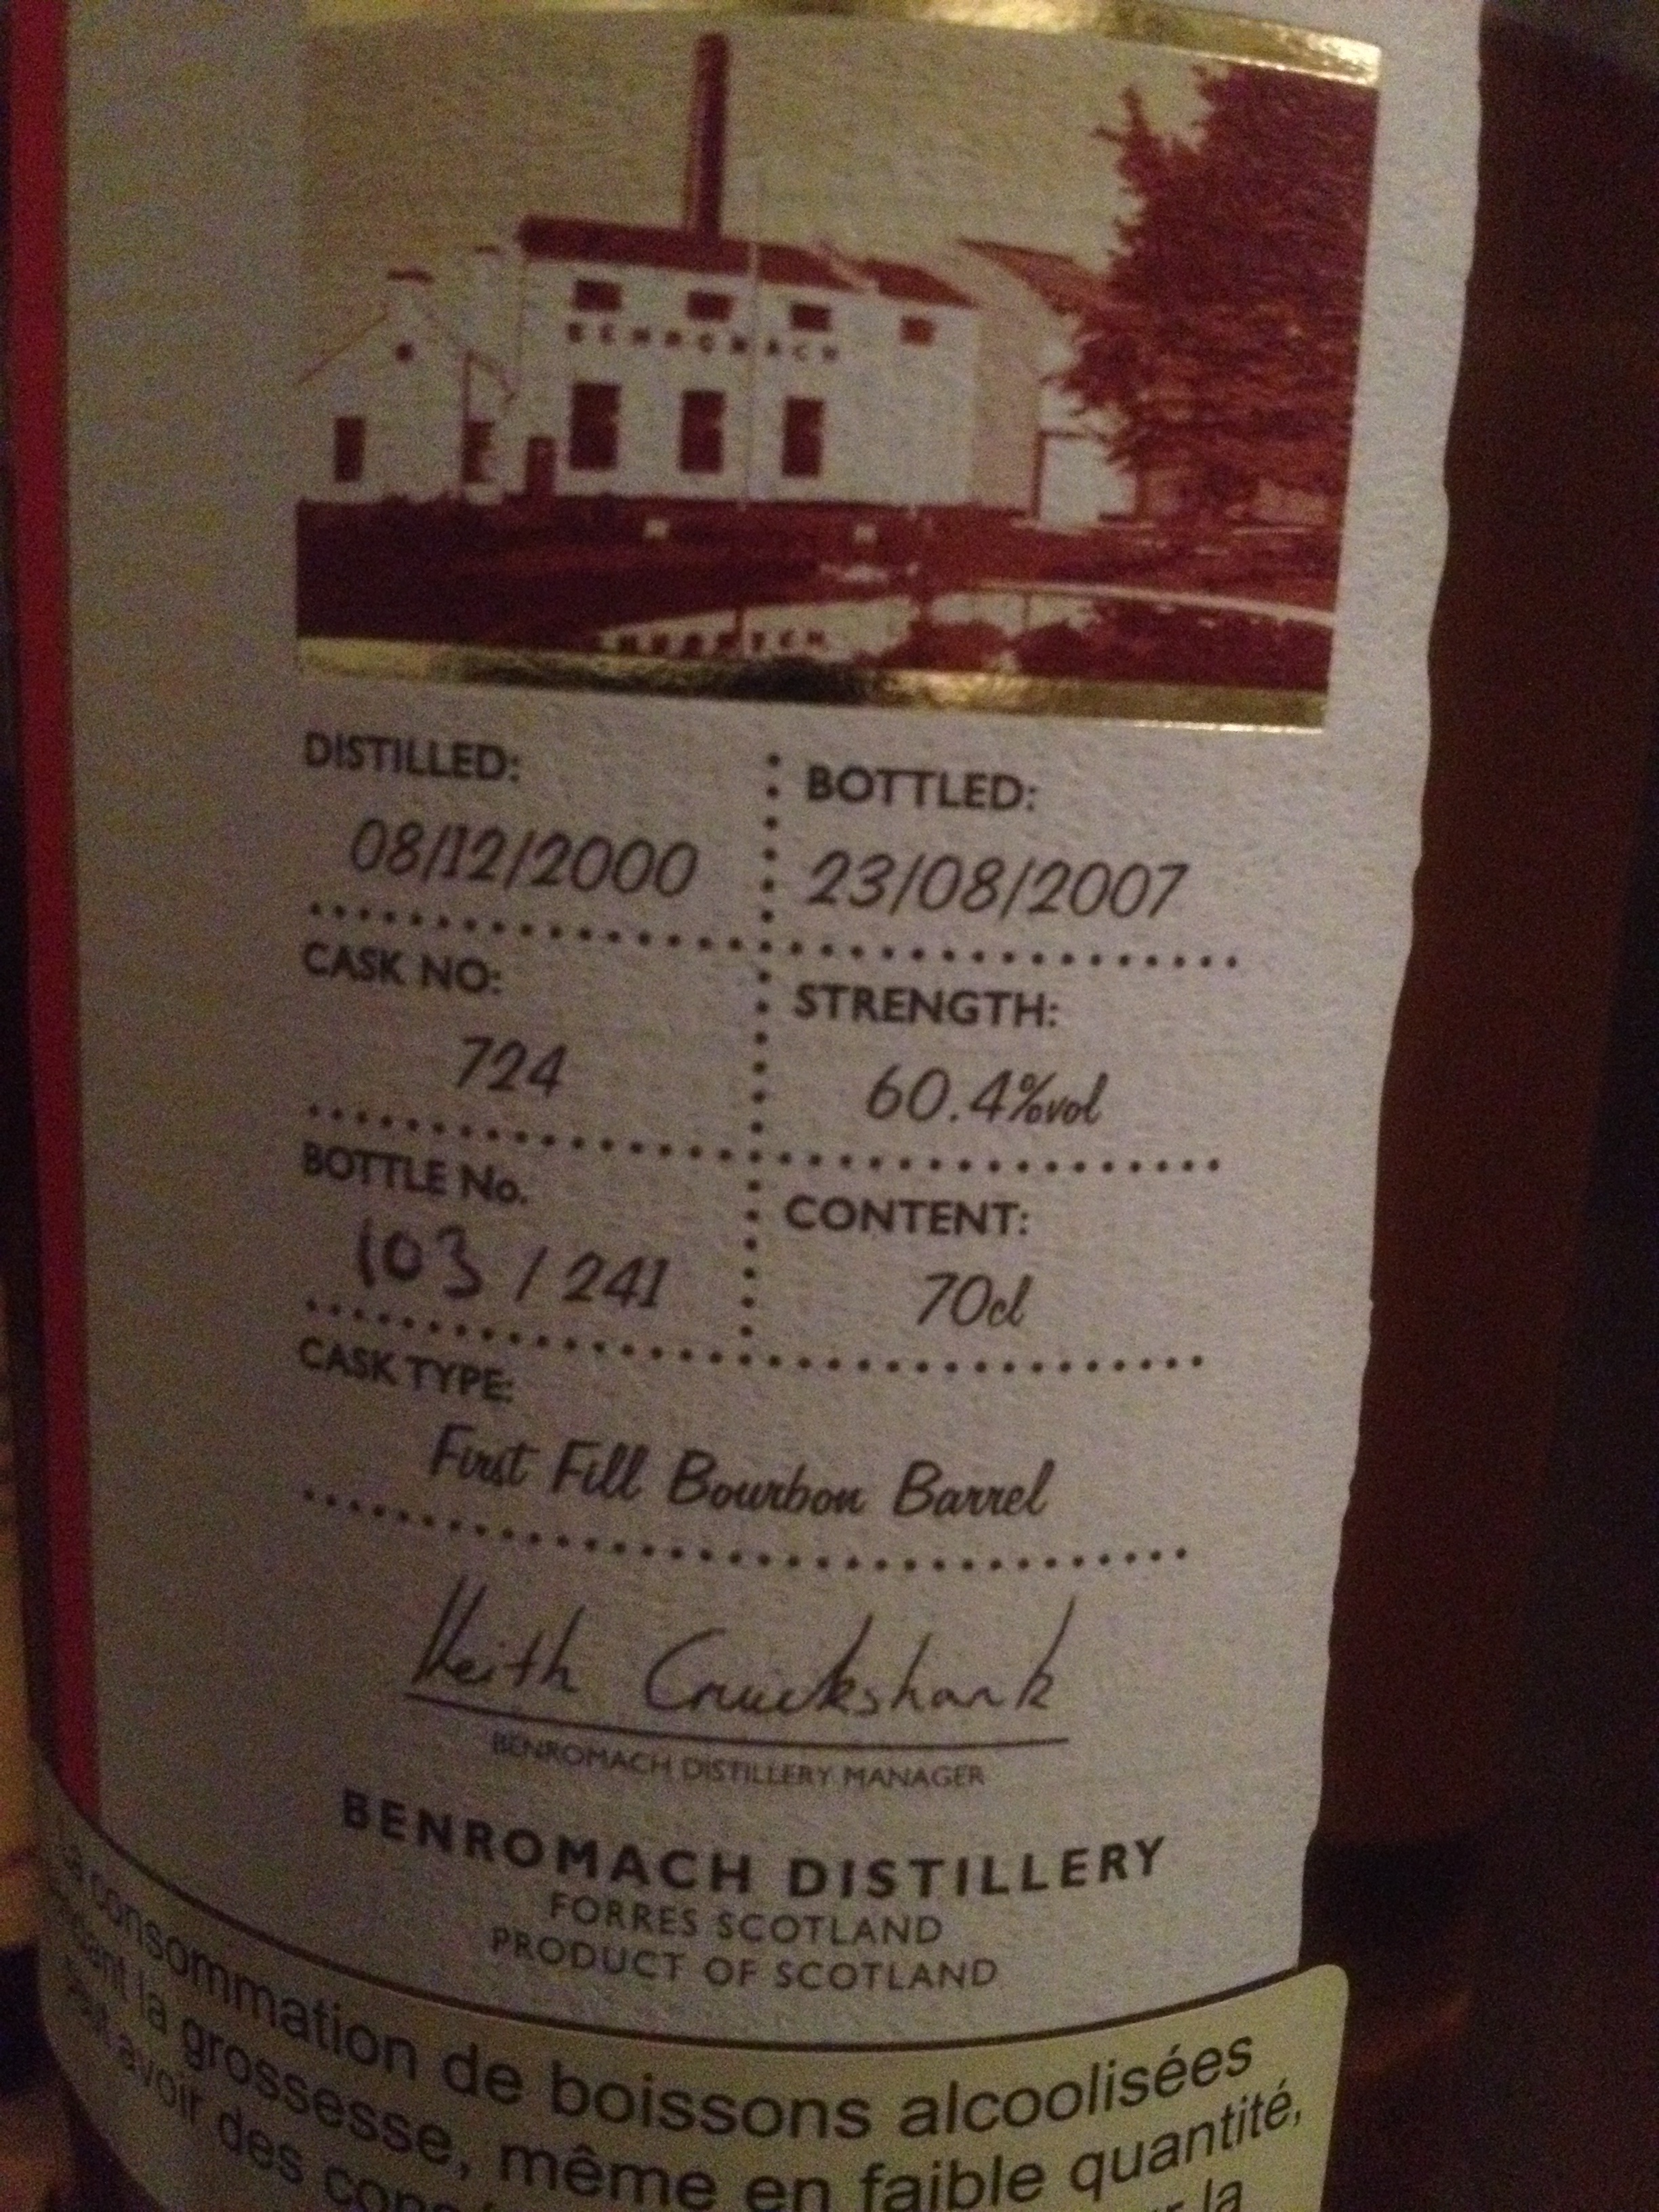 BENROMACH
DISTILLED:
08/12/2000
BOTTLED:
23/08/2007
CASK NO:
724
STRENGTH:
60.4%vol
BOTTLE No.
103 / 241
CONTENT:
70cl
CASK TYPE:
First Fill Bourbon Barrel
Keith Cruickshank
BENROMACH DISTILLERY MANAGER
BENROMACH DISTILLERY
FORRES SCOTLAND
PRODUCT OF SCOTLAND
consommation de boissons alcoolisées
la grossesse, même en faible quantité,
avoir des
la